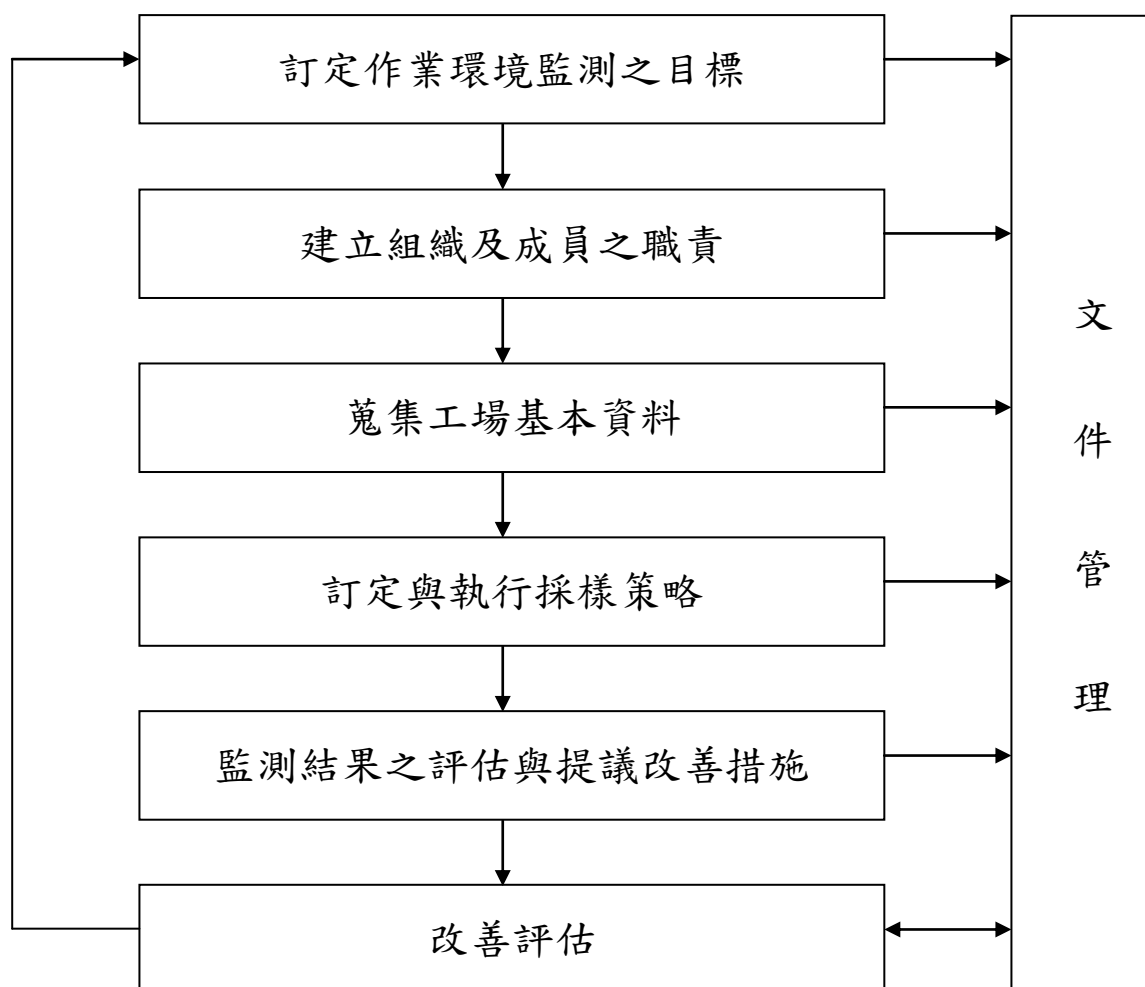 訂定作業環境監測之目標
建立組織及成員之職責
蒐集工場基本資料
訂定與執行採樣策略
監測結果之評估與提議改善措施
改善評估
文
件
管
理